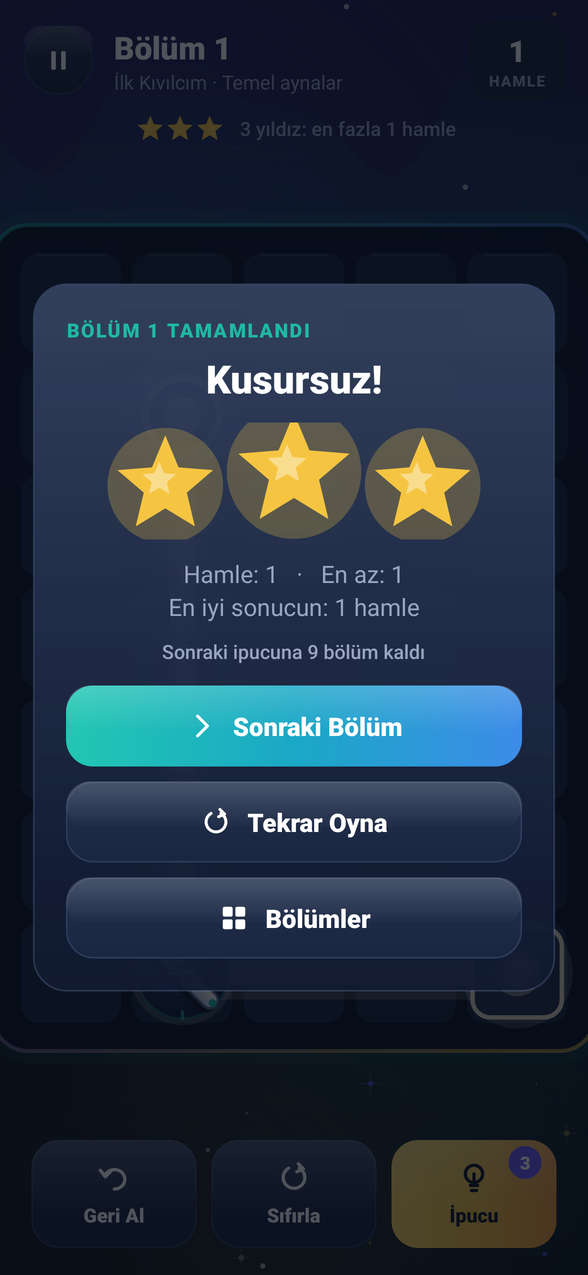 Bölüm 1
İlk Kıvılcım · Temel aynalar
1
HAMLE
3 yıldız: en fazla 1 hamle
BÖLÜM 1 TAMAMLANDI
Kusursuz!
Hamle: 1 · En az: 1
En iyi sonucun: 1 hamle
Sonraki ipucuna 9 bölüm kaldı
Sonraki Bölüm
Tekrar Oyna
Bölümler
Geri Al
Sıfırla
3
İpucu